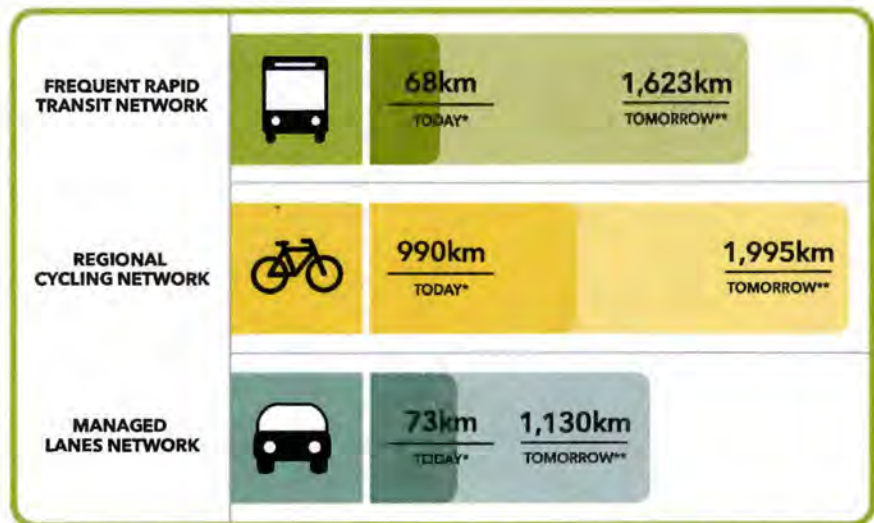 FREQUENT RAPID
TRANSIT NETWORK
68km
TODAY*
1,623km
TOMORROW**
REGIONAL
CYCLING NETWORK
990km
TODAY*
1,995km
TOMORROW**
MANAGED
LANES NETWORK
73km
TODAY*
1,130km
TOMORROW**